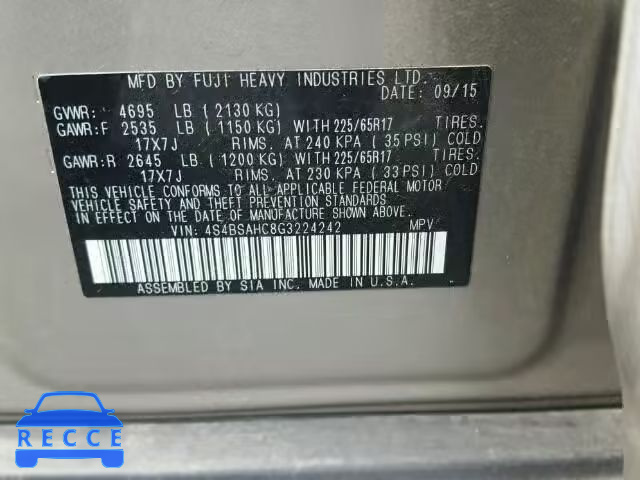 MFD BY FUJI HEAVY INDUSTRIES LTD.
DATE: 09/15
GVWR: 4695 LB ( 2130 KG)
GAWR:F 2535 LB ( 1150 KG) WITH 225/65R17 TIRES.
17X7J RIMS. AT 240 KPA ( 35 PSI) COLD
GAWR:R 2645 LB ( 1200 KG) WITH 225/65R17 TIRES.
17X7J RIMS. AT 230 KPA ( 33 PSI) COLD
THIS VEHICLE CONFORMS TO ALL APPLICABLE FEDERAL MOTOR
VEHICLE SAFETY AND THEFT PREVENTION STANDARDS
IN EFFECT ON THE DATE OF MANUFACTURE SHOWN ABOVE.
VIN: 4S4BSAHC8G3224242 MPV
ASSEMBLED BY SIA INC. MADE IN U.S.A.
RECCE